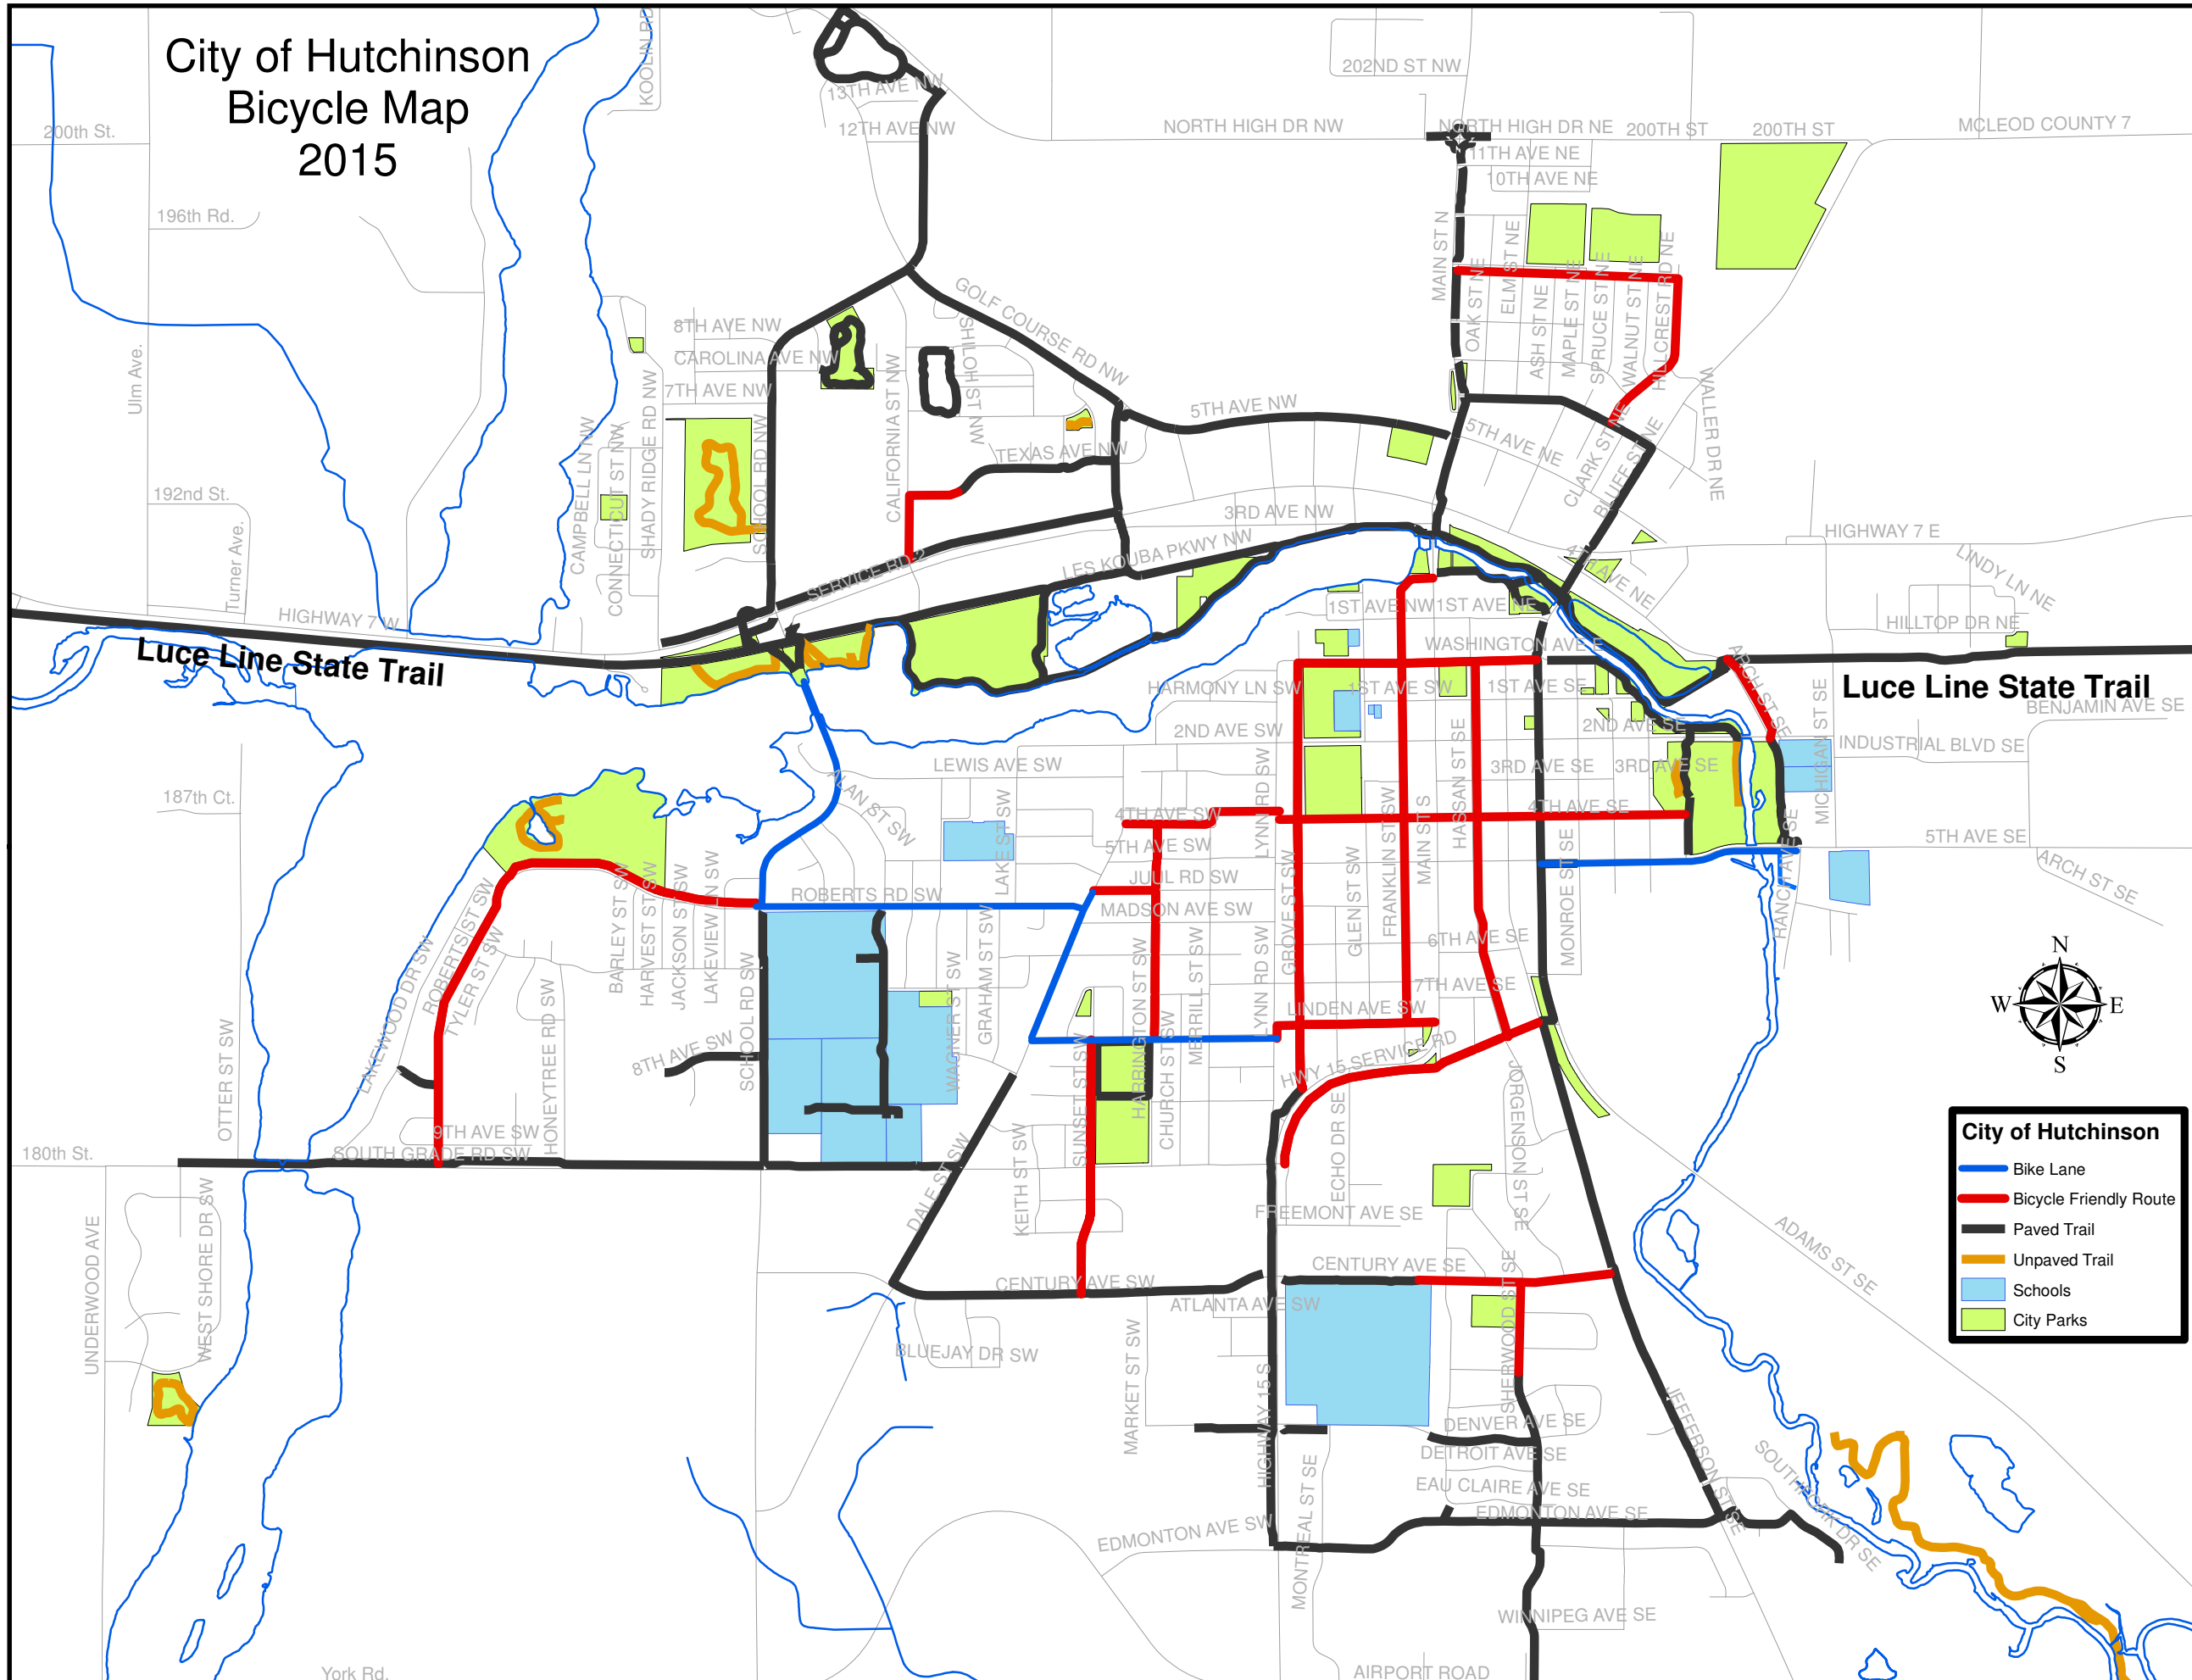 City of Hutchinson
Bicycle Map
2015
KOOLIN RD
202ND ST NW
13TH AVE NW
12TH AVE NW
NORTH HIGH DR NW
NORTH HIGH DR NE
200TH ST
200TH ST
MCLEOD COUNTY 7
200th St.
11TH AVE NE
10TH AVE NE
196th Rd.
MAIN ST N
OAK ST NE
ELM ST NE
ASH ST NE
MAPLE ST NE
SPRUCE ST NE
WALNUT ST NE
HILLCREST RD NE
WALLER DR NE
GOLF COURSE RD NW
8TH AVE NW
CAROLINA AVE NW
7TH AVE NW
SHILOH ST NW
CALIFORNIA ST NW
Ulm Ave.
5TH AVE NW
5TH AVE NE
CLARK ST NE
BLUFF ST NE
TEXAS AVE NW
SCHOOL RD NW
SHADY RIDGE RD NW
CONNECTICUT ST NW
CAMPBELL LN NW
192nd St.
Turner Ave.
3RD AVE NW
HIGHWAY 7 E
LINDY LN NE
4TH AVE NE
SERVICE RD 2
LES KOUBA PKWY NW
HIGHWAY 7 W
1ST AVE NW
1ST AVE NE
HILLTOP DR NE
WASHINGTON AVE E
Luce Line State Trail
Luce Line State Trail
ARCH ST SE
HARMONY LN SW
1ST AVE SW
1ST AVE SE
MICHIGAN ST SE
BENJAMIN AVE SE
2ND AVE SW
2ND AVE SE
INDUSTRIAL BLVD SE
LEWIS AVE SW
3RD AVE SE
3RD AVE SE
ALAN ST SW
LYNN RD SW
HASSAN ST SE
187th Ct.
4TH AVE SW
4TH AVE SE
5TH AVE SW
5TH AVE SE
ARCH ST SE
LAKE ST SW
FRANKLIN ST SW
MAIN ST S
MONROE ST SE
JUUL RD SW
ROBERTS RD SW
MADSON AVE SW
GROVE ST SW
GLEN ST SW
6TH AVE SE
7TH AVE SE
LINDEN AVE SW
LYNN RD SW
BARLEY ST SW
HARVEST ST SW
JACKSON ST SW
LAKEVIEW LN SW
ROBERTS ST SW
TYLER ST SW
LAKEWOOD DR SW
HONEYTREE RD SW
SCHOOL RD SW
8TH AVE SW
WAGNER ST SW
GRAHAM ST SW
SUNSET ST SW
HARRINGTON ST SW
MERRILL ST SW
CHURCH ST SW
HWY 15 SERVICE RD
JORGENSON ST SE
ECHO DR SE
OTTER ST SW
N
W
E
S
9TH AVE SW
SOUTH GRADE RD SW
180th St.
DALE ST SW
KEITH ST SW
FREEMONT AVE SE
WEST SHORE DR SW
UNDERWOOD AVE
CENTURY AVE SW
CENTURY AVE SE
ATLANTA AVE SW
SHERWOOD ST SE
ADAMS ST SE
BLUEJAY DR SW
MARKET ST SW
HIGHWAY 15 S
DENVER AVE SE
DETROIT AVE SE
JEFFERSON ST SE
SOUTH FORK DR SE
EAU CLAIRE AVE SE
EDMONTON AVE SE
EDMONTON AVE SW
MONTREAL ST SE
WINNIPEG AVE SE
AIRPORT ROAD
York Rd.
City of Hutchinson
Bike Lane
Bicycle Friendly Route
Paved Trail
Unpaved Trail
Schools
City Parks